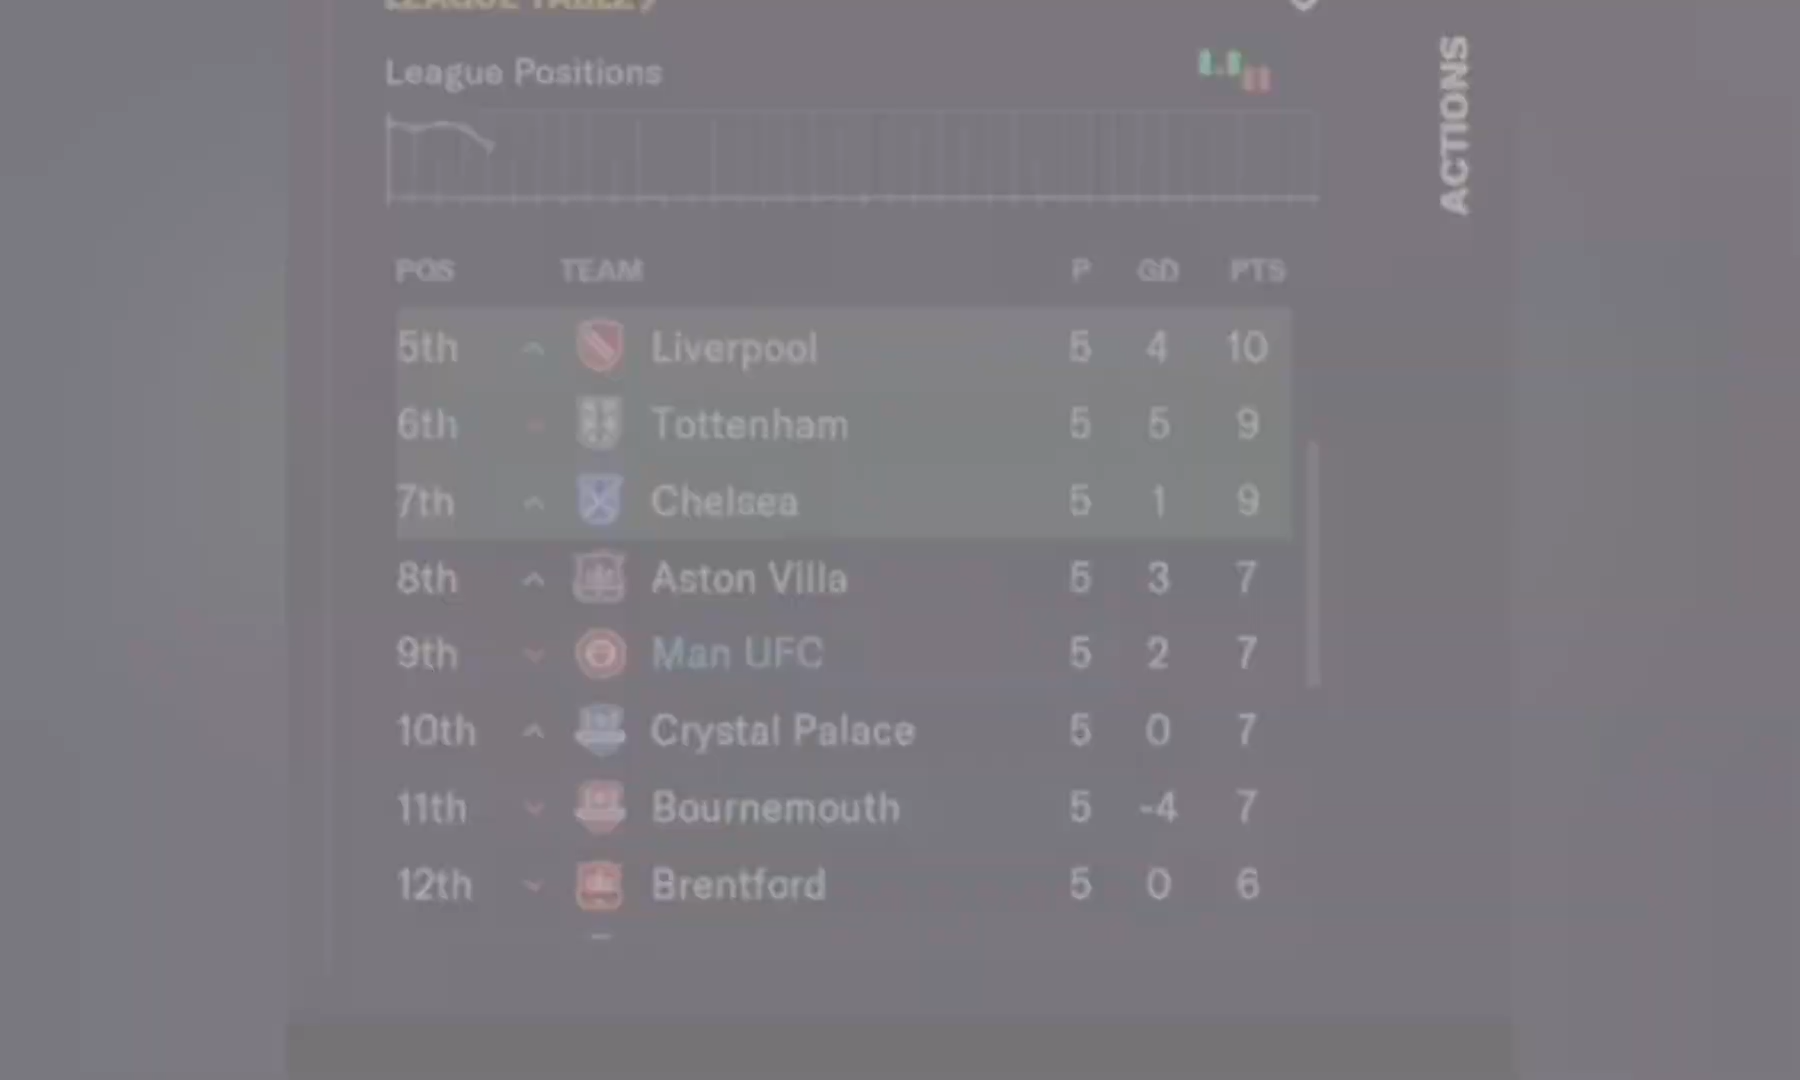 LEAGUE TABLE
League Positions
ACTIONS
POS TEAM P GD PTS
5th Liverpool 5 4 10
6th Tottenham 5 5 9
7th Chelsea 5 1 9
8th Aston Villa 5 3 7
9th Man UFC 5 2 7
10th Crystal Palace 5 0 7
11th Bournemouth 5 -4 7
12th Brentford 5 0 6